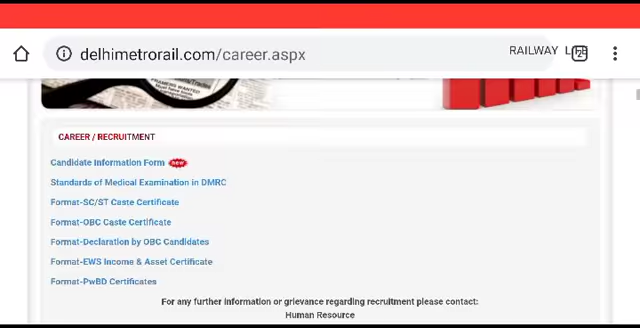 delhimetrorail.com/career.aspx
RAILWAY
CAREER / RECRUITMENT
Candidate Information Form new
Standards of Medical Examination in DMRC
Format-SC/ST Caste Certificate
Format-OBC Caste Certificate
Format-Declaration by OBC Candidates
Format-EWS Income & Asset Certificate
Format-PwBD Certificates
For any further information or grievance regarding recruitment please contact:
Human Resource